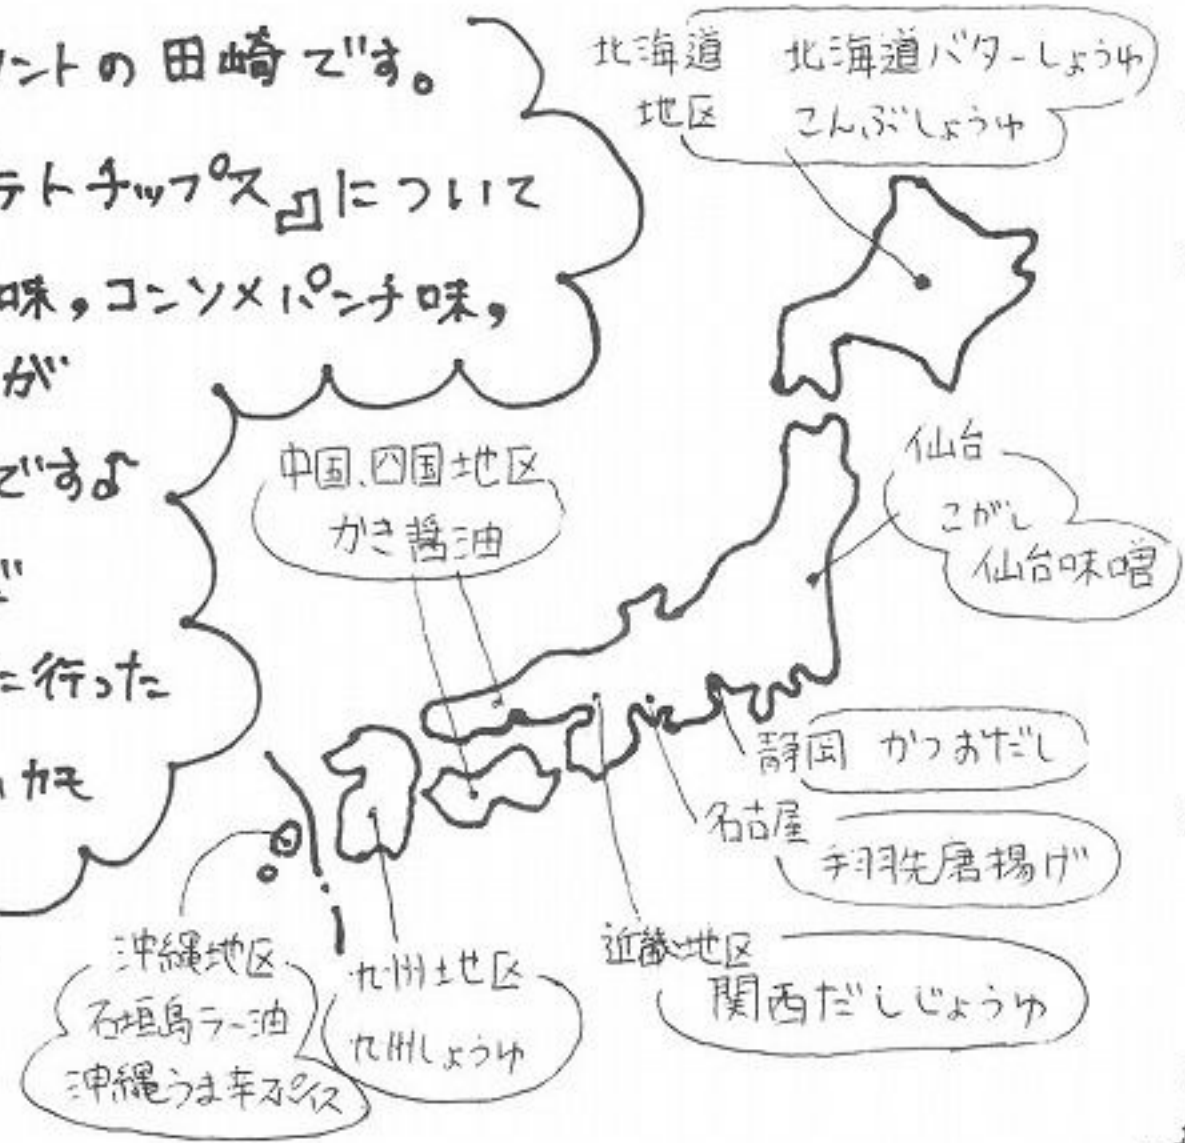 ントの田崎です。
テトチップス』について
味,コンソメパンチ味,
が
です♪
に行った
カモ
北海道
地区
北海道バターしょうゆ
こんぶしょうゆ
中国、四国地区
かき醤油
仙台
こがし
仙台味噌
静岡 かつおだし
名古屋
手羽先唐揚げ
近畿地区
関西だしじょうゆ
九州地区
九州しょうゆ
沖縄地区
石垣島ラー油
沖縄うま辛スパイス